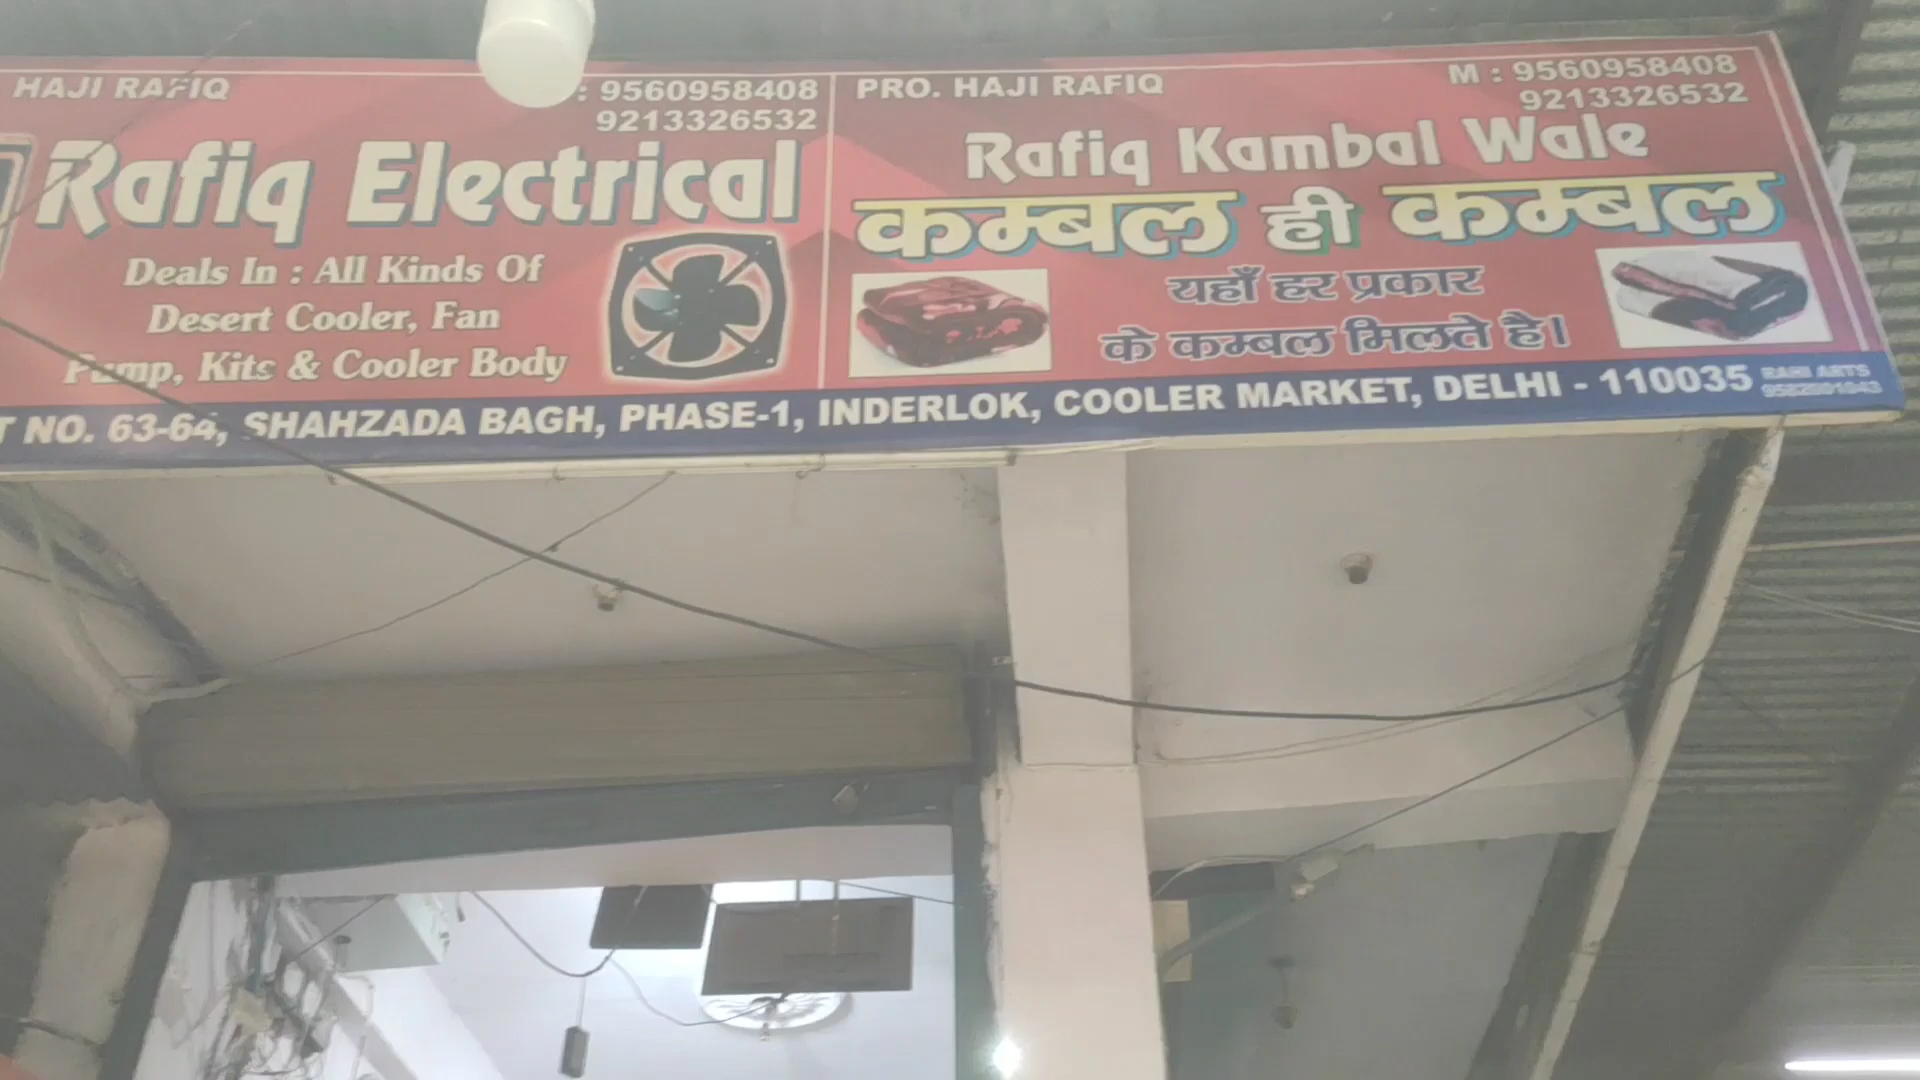 HAJI RAFIQ
: 9560958408
9213326532
Rafiq Electrical
Deals In : All Kinds Of
Desert Cooler, Fan
Pump, Kits & Cooler Body
PRO. HAJI RAFIQ
M : 9560958408
9213326532
Rafiq Kambal Wale
कम्बल ही कम्बल
यहाँ हर प्रकार
के कम्बल मिलते है।
NO. 63-64, SHAHZADA BAGH, PHASE-1, INDERLOK, COOLER MARKET, DELHI - 110035
RAHI ARTS